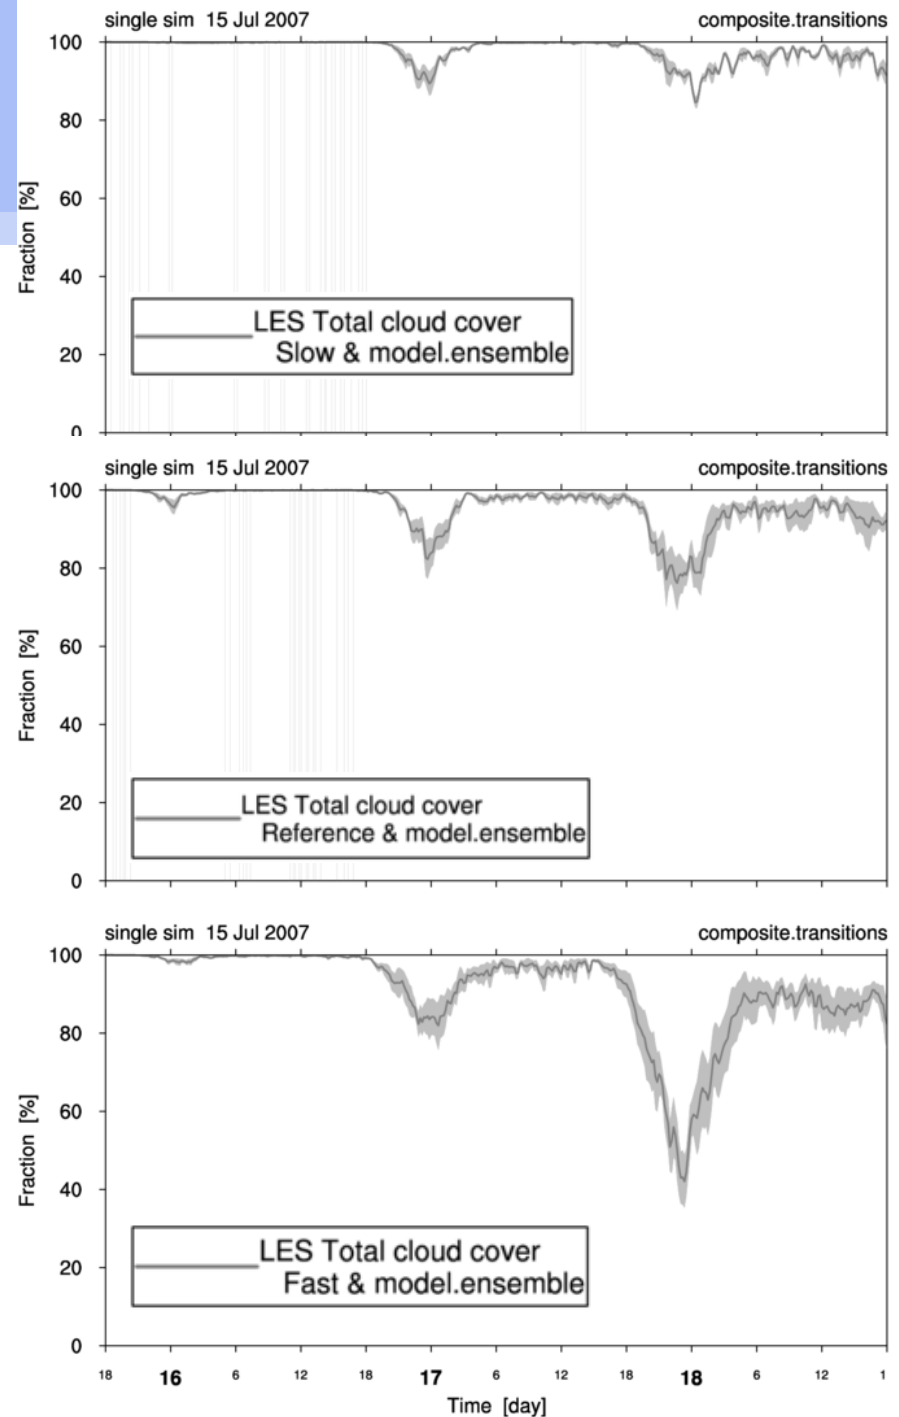 single sim 15 Jul 2007 composite.transitions
100
80
60
40
20
0
Fraction [%]
LES Total cloud cover
Slow & model.ensemble
single sim 15 Jul 2007 composite.transitions
100
80
60
40
20
0
Fraction [%]
LES Total cloud cover
Reference & model.ensemble
single sim 15 Jul 2007 composite.transitions
100
80
60
40
20
0
Fraction [%]
LES Total cloud cover
Fast & model.ensemble
18 16 6 12 18 17 6 12 18 18 6 12 1
Time [day]